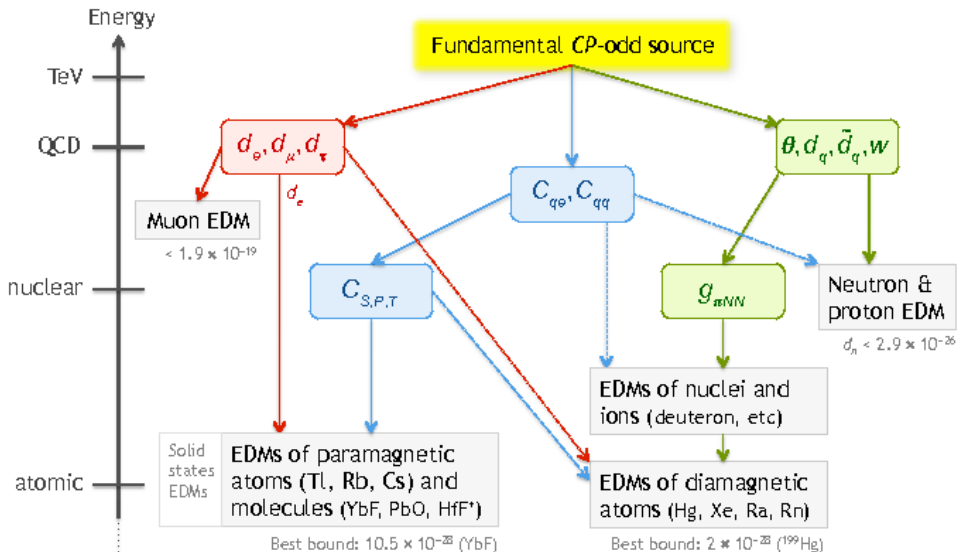 Energy
Fundamental CP-odd source
TeV
QCD
dₑ, d_μ, d_τ
θ, d_q, d̃_q, w
C_qe, C_qq
dₑ
Muon EDM
< 1.9 × 10⁻¹⁹
nuclear
C_S,P,T
g_πNN
Neutron &
proton EDM
dₙ < 2.9 × 10⁻²⁶
EDMs of nuclei and
ions (deuteron, etc)
Solid
states
EDMs
EDMs of paramagnetic
atoms (Tl, Rb, Cs) and
molecules (YbF, PbO, HfF⁺)
EDMs of diamagnetic
atoms (Hg, Xe, Ra, Rn)
atomic
Best bound: 10.5 × 10⁻²⁸ (YbF)
Best bound: 2 × 10⁻²⁸ (¹⁹⁹Hg)